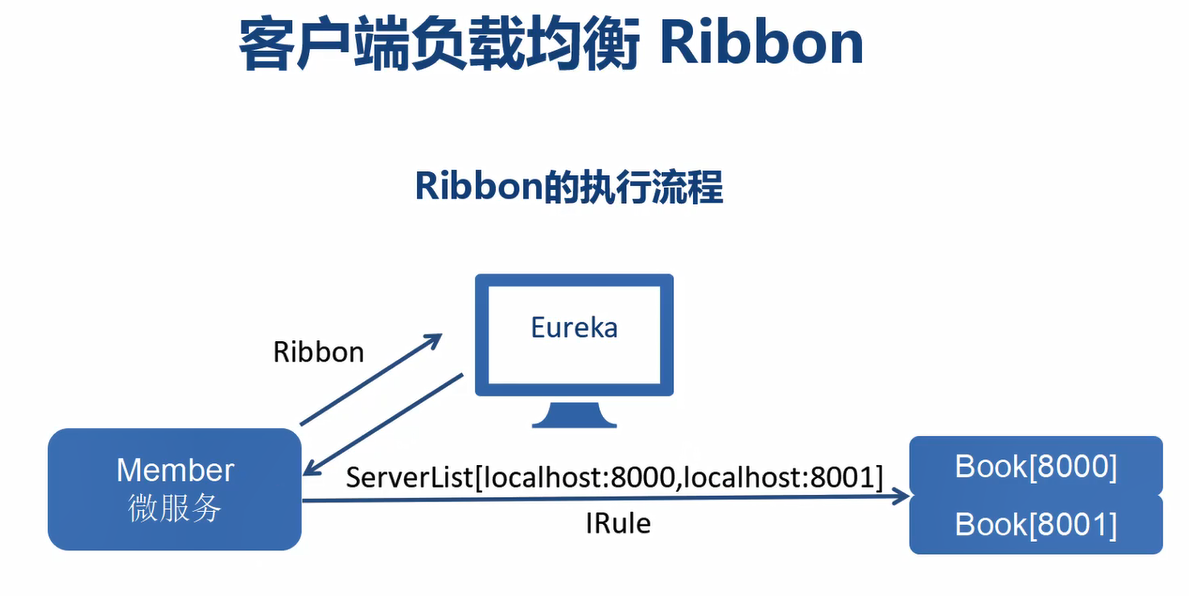 客户端负载均衡 Ribbon
Ribbon的执行流程
Eureka
Ribbon
Member
微服务
ServerList[localhost:8000,localhost:8001]
IRule
Book[8000]
Book[8001]